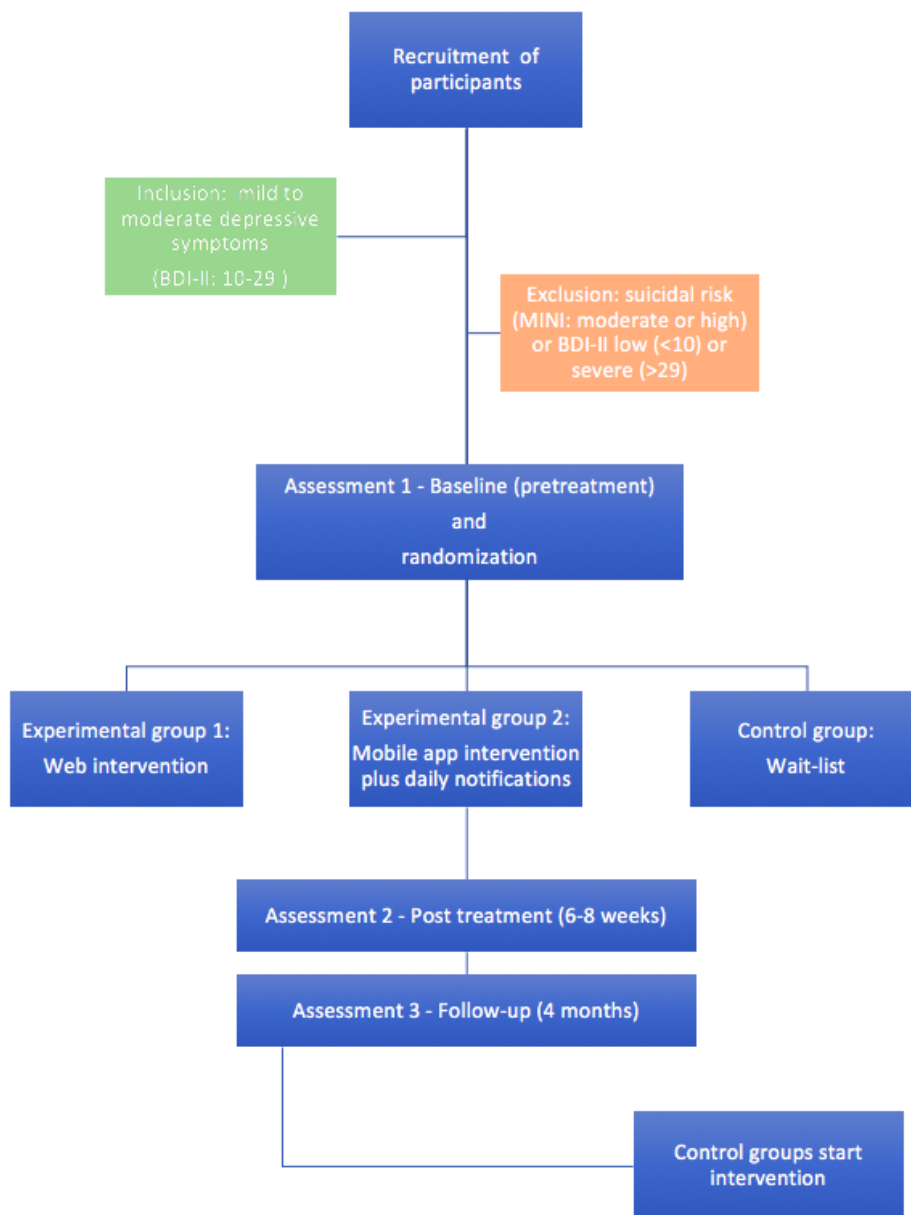 Recruitment of
participants
Inclusion: mild to
moderate depressive
symptoms
(BDI-II: 10-29 )
Exclusion: suicidal risk
(MINI: moderate or high)
or BDI-II low (<10) or
severe (>29)
Assessment 1 - Baseline (pretreatment)
and
randomization
Experimental group 1:
Web intervention
Experimental group 2:
Mobile app intervention
plus daily notifications
Control group:
Wait-list
Assessment 2 - Post treatment (6-8 weeks)
Assessment 3 - Follow-up (4 months)
Control groups start
intervention